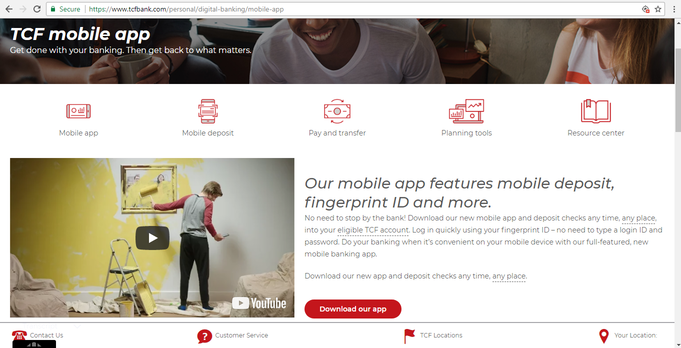 Secure | https://www.tcfbank.com/personal/digital-banking/mobile-app
TCF mobile app
Get done with your banking. Then get back to what matters.
Mobile app
Mobile deposit
Pay and transfer
Planning tools
Resource center
YouTube
Our mobile app features mobile deposit,
fingerprint ID and more.
No need to stop by the bank! Download our new mobile app and deposit checks any time, any place,
into your eligible TCF account. Log in quickly using your fingerprint ID – no need to type a login ID and
password. Do your banking when it's convenient on your mobile device with our full-featured, new
mobile banking app.
Download our new app and deposit checks any time, any place.
Download our app
Contact Us
Customer Service
TCF Locations
Your Location